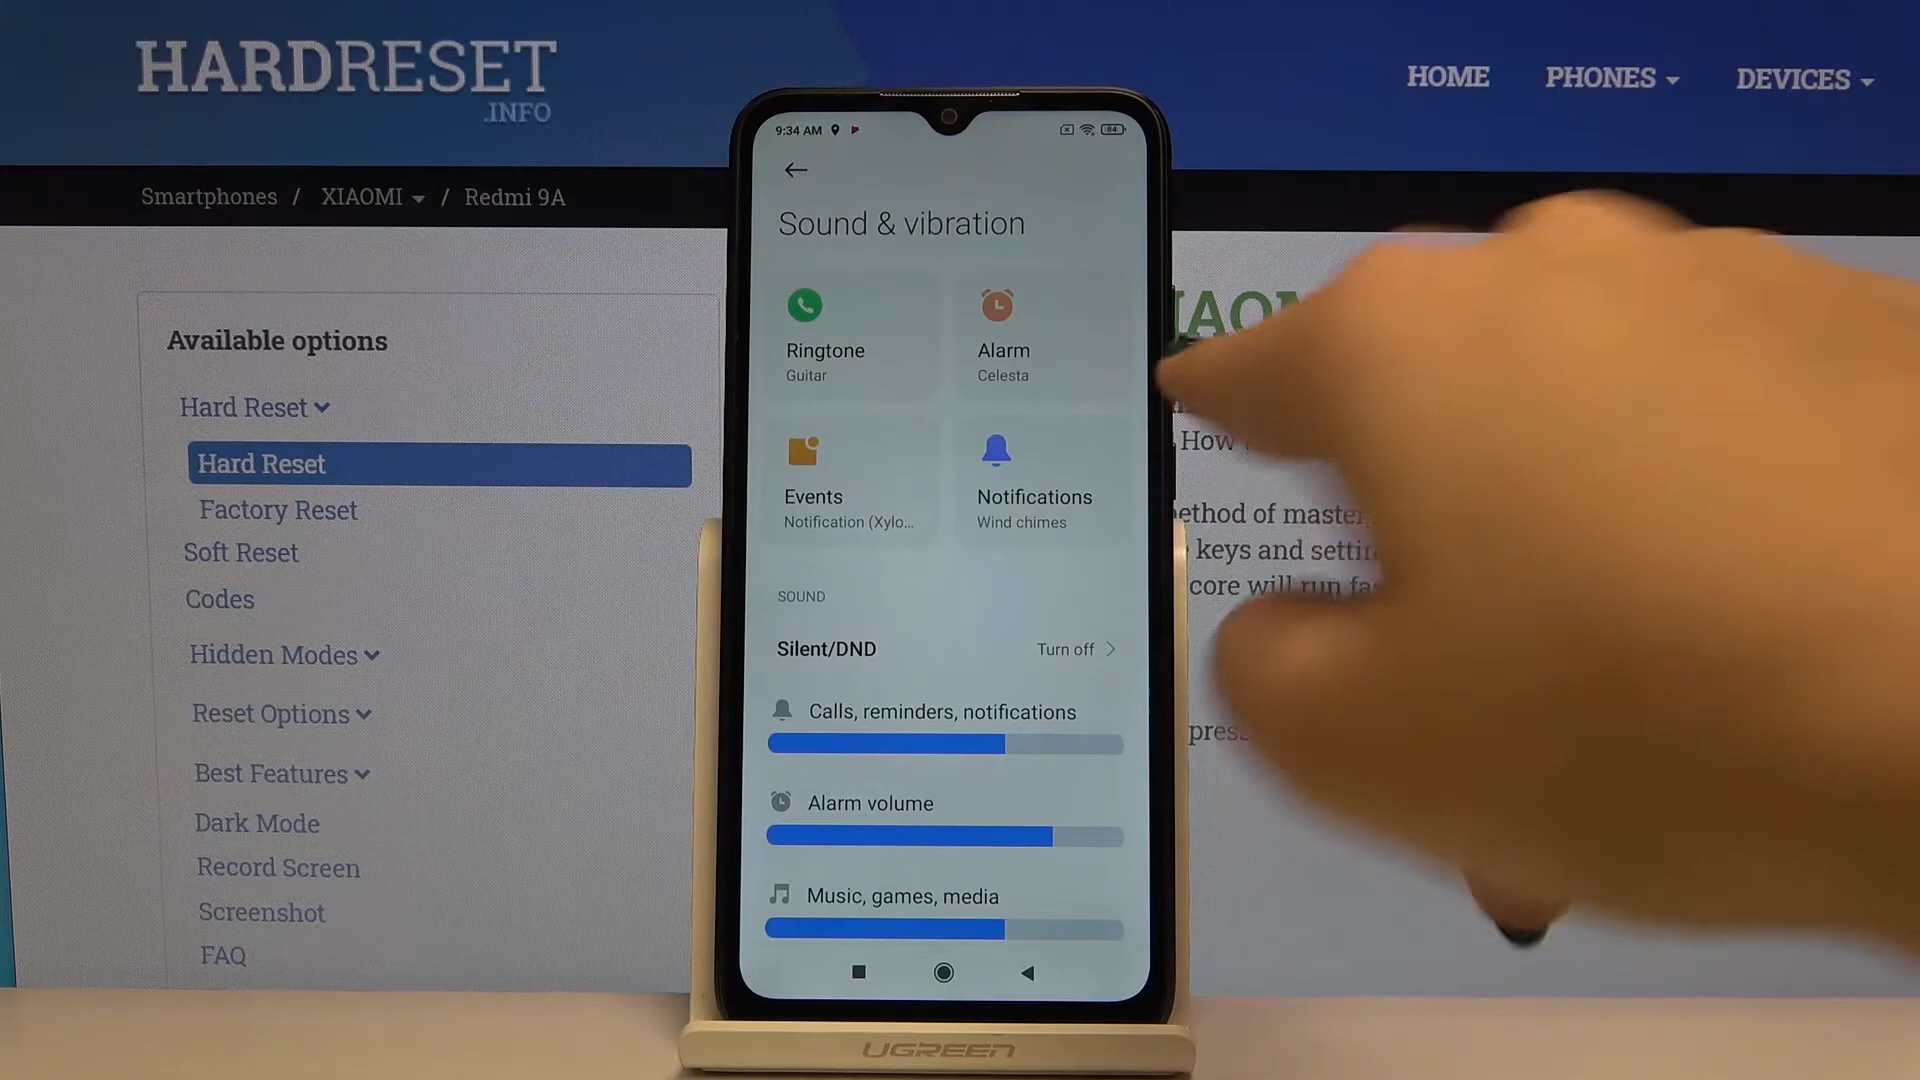 HARDRESET
.INFO
HOME PHONES DEVICES
Smartphones / XIAOMI / Redmi 9A
Available options
Hard Reset
Hard Reset
Factory Reset
Soft Reset
Codes
Hidden Modes
Reset Options
Best Features
Dark Mode
Record Screen
Screenshot
FAQ
9:34 AM
84
Sound & vibration
Ringtone
Guitar
Alarm
Celesta
Events
Notification (Xylo...
Notifications
Wind chimes
SOUND
Silent/DND Turn off
Calls, reminders, notifications
Alarm volume
Music, games, media
How
of master
keys and
core will run
UGREEN